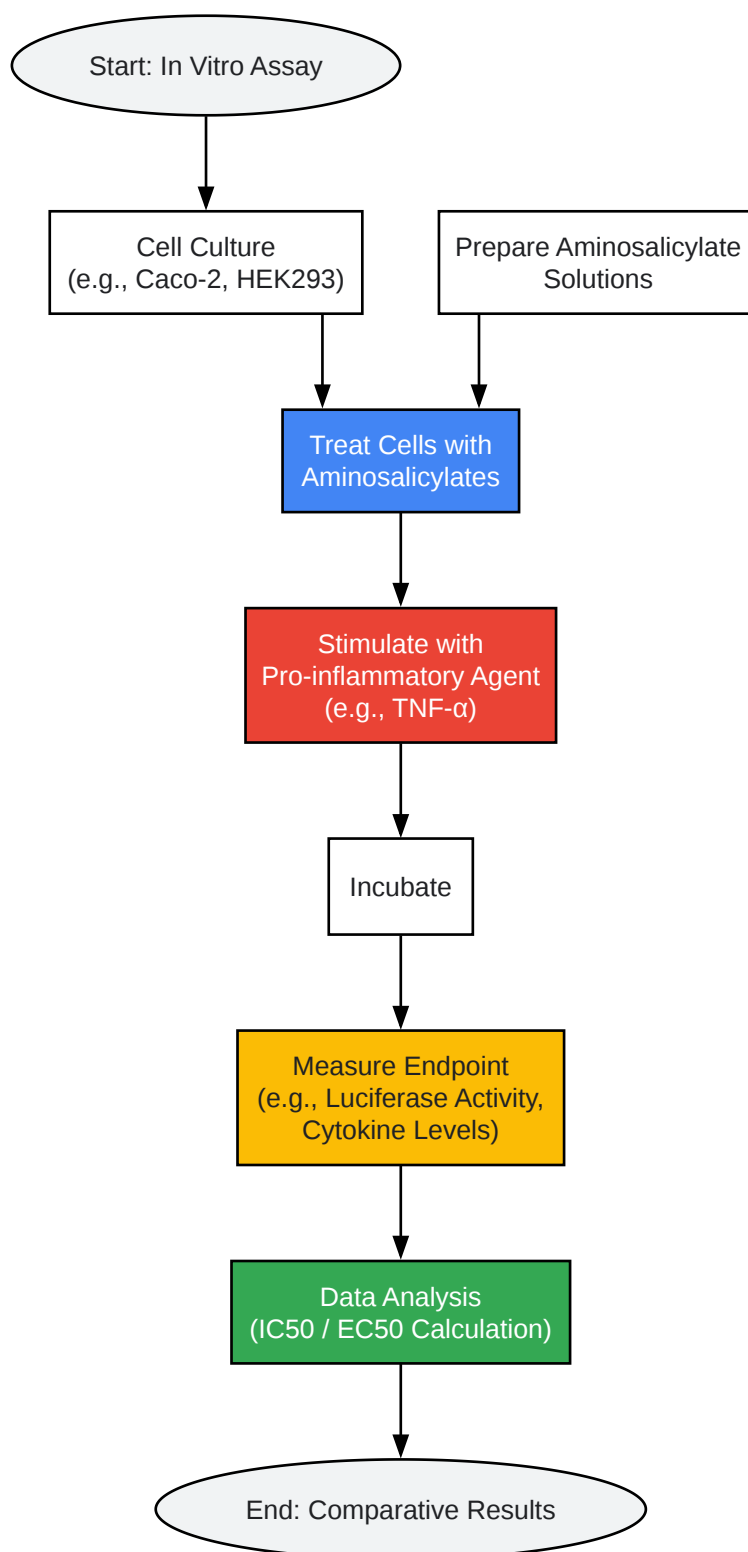 Start: In Vitro Assay
Cell Culture
(e.g., Caco-2, HEK293)
Prepare Aminosalicylate
Solutions
Treat Cells with
Aminosalicylates
Stimulate with
Pro-inflammatory Agent
(e.g., TNF-α)
Incubate
Measure Endpoint
(e.g., Luciferase Activity,
Cytokine Levels)
Data Analysis
(IC50 / EC50 Calculation)
End: Comparative Results